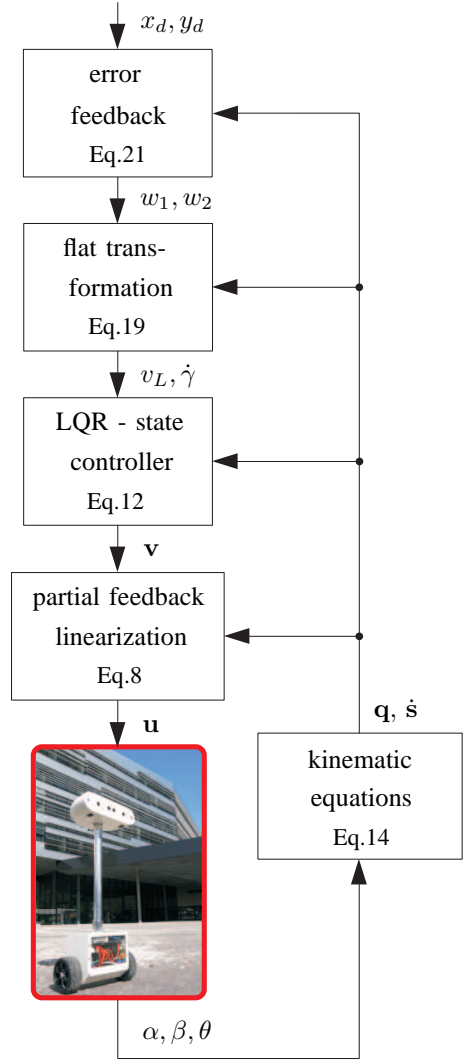 x_d, y_d
error
feedback
Eq.21
w_1, w_2
flat trans-
formation
Eq.19
v_L, γ̇
LQR - state
controller
Eq.12
v
partial feedback
linearization
Eq.8
u
q, ṡ
kinematic
equations
Eq.14
α, β, θ